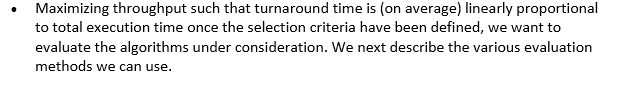 • Maximizing throughput such that turnaround time is (on average) linearly proportional
to total execution time once the selection criteria have been defined, we want to
evaluate the algorithms under consideration. We next describe the various evaluation
methods we can use.